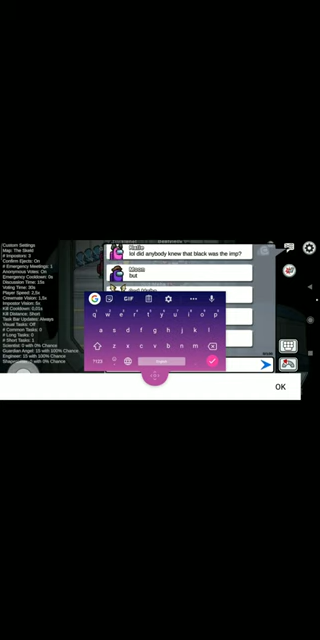 Custom Settings
Map: The Skeld
# Impostors: 3
Confirm Ejects: On
# Emergency Meetings: 1
Anonymous Votes: On
Emergency Cooldown: 0s
Discussion Time: 15s
Voting Time: 30s
Player Speed: 2,5x
Crewmate Vision: 1,5x
Impostor Vision: 5x
Kill Cooldown: 0,01s
Kill Distance: Short
Task Bar Updates: Always
Visual Tasks: Off
# Common Tasks: 0
# Long Tasks: 0
# Short Tasks: 1
Scientist: 0 with 0% Chance
Guardian Angel: 15 with 100% Chance
Engineer: 15 with 100% Chance
0 with 0% Chance
lol did anybody knew that black was the imp?
Moon
but
GIF
q w e r t y u i o p
a s d f g h j k l
z x c v b n m
?123
English
OK